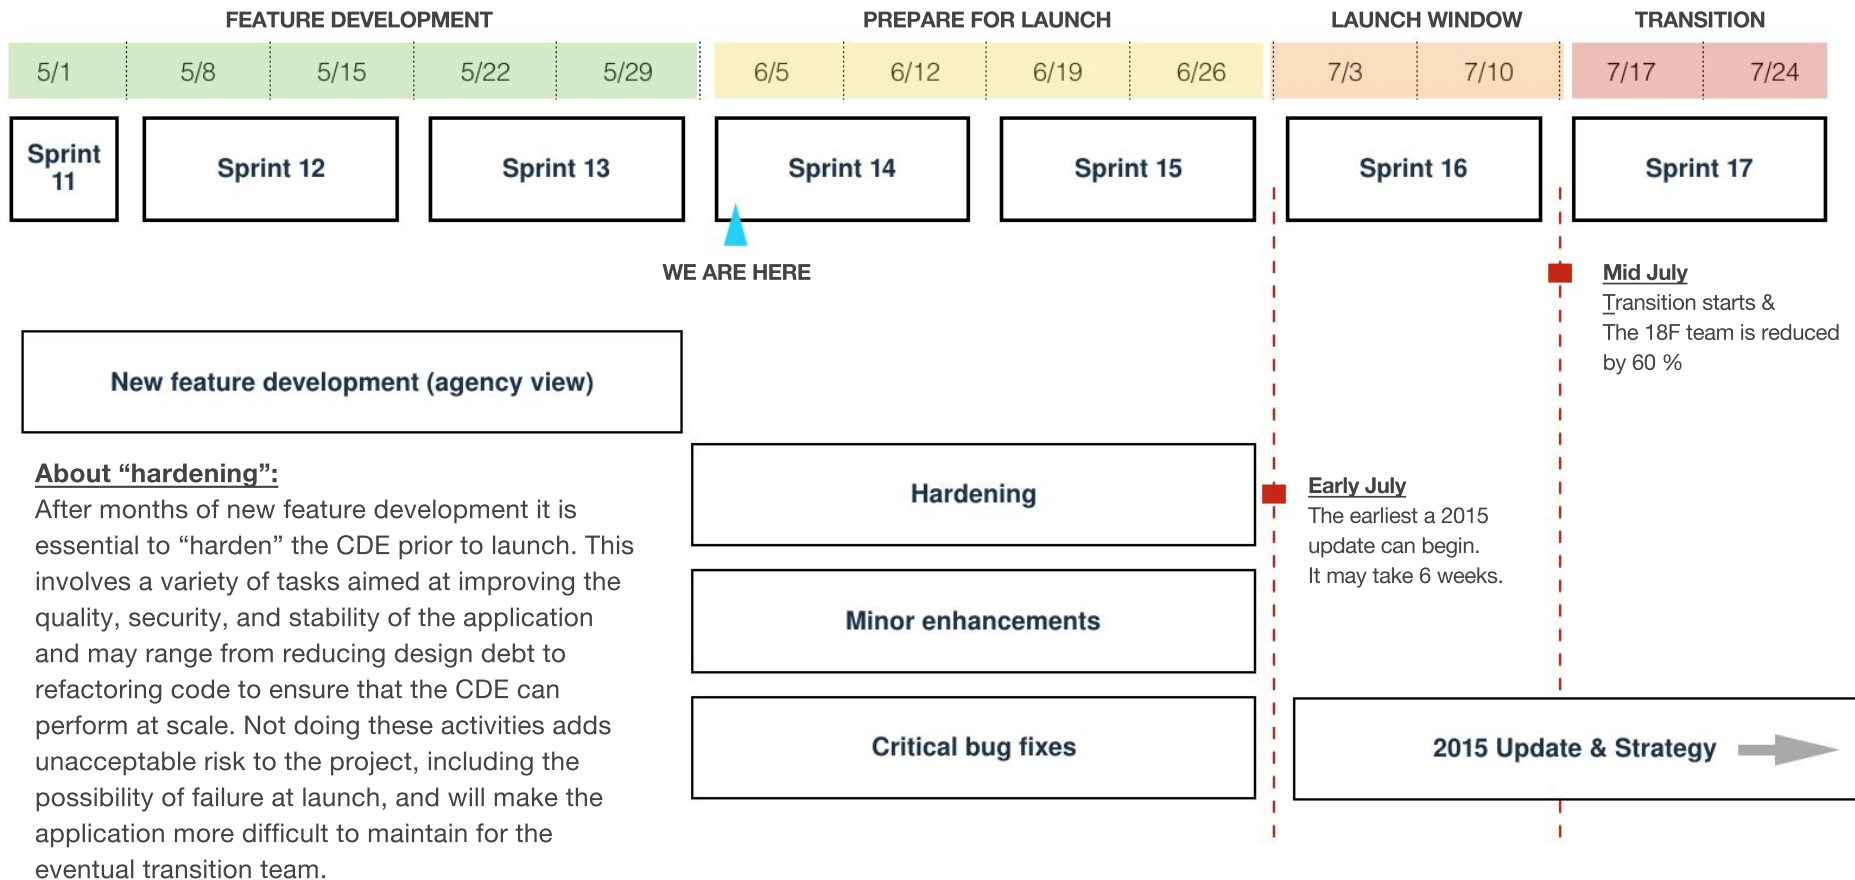 FEATURE DEVELOPMENT
PREPARE FOR LAUNCH
LAUNCH WINDOW
TRANSITION
5/1
5/8
5/15
5/22
5/29
6/5
6/12
6/19
6/26
7/3
7/10
7/17
7/24
Sprint
11
Sprint 12
Sprint 13
Sprint 14
Sprint 15
Sprint 16
Sprint 17
WE ARE HERE
Mid July
Transition starts &
The 18F team is reduced
by 60 %
New feature development (agency view)
About “hardening”:
After months of new feature development it is
essential to “harden” the CDE prior to launch. This
involves a variety of tasks aimed at improving the
quality, security, and stability of the application
and may range from reducing design debt to
refactoring code to ensure that the CDE can
perform at scale. Not doing these activities adds
unacceptable risk to the project, including the
possibility of failure at launch, and will make the
application more difficult to maintain for the
eventual transition team.
Hardening
Early July
The earliest a 2015
update can begin.
It may take 6 weeks.
Minor enhancements
Critical bug fixes
2015 Update & Strategy